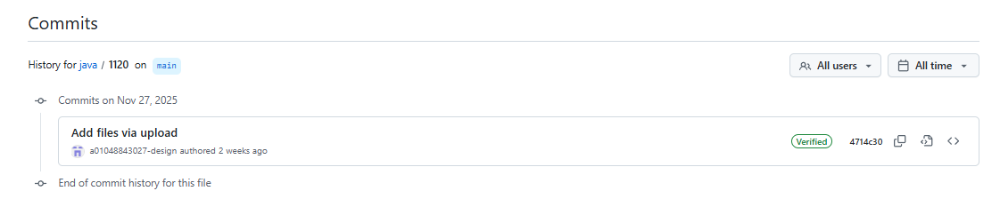 Commits
History for java / 1120 on main
All users
All time
Commits on Nov 27, 2025
Add files via upload
a01048843027-design authored 2 weeks ago
Verified
4714c30
End of commit history for this file